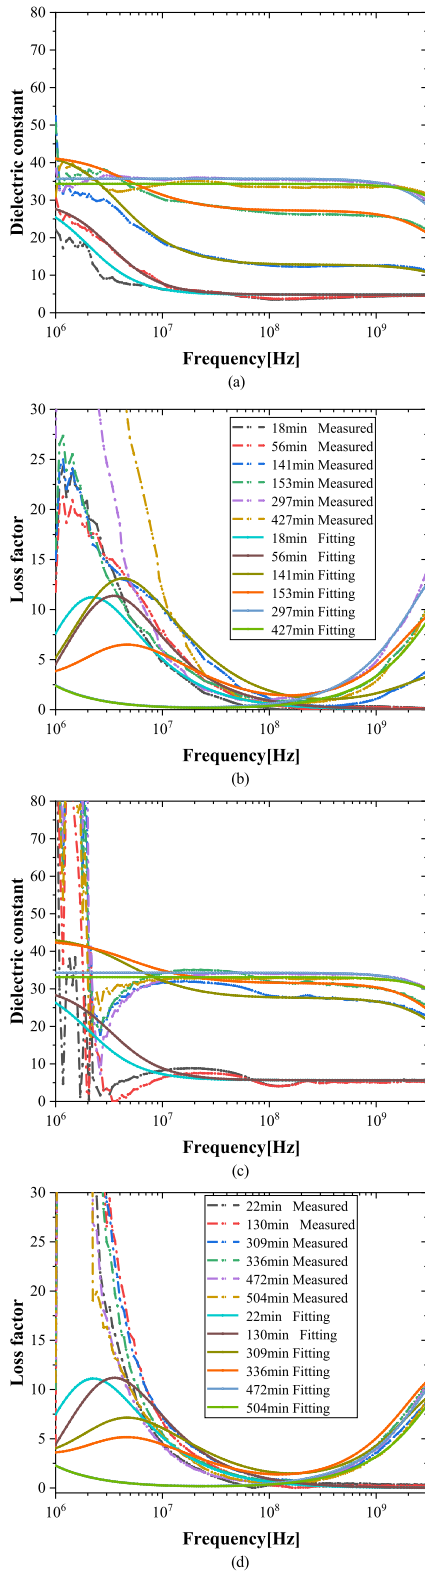 80
70
60
50
40
30
20
10
0
Dielectric constant
10^6 10^7 10^8 10^9
Frequency[Hz]
(a)
30
25
20
15
10
5
0
Loss factor
18min Measured
56min Measured
141min Measured
153min Measured
297min Measured
427min Measured
18min Fitting
56min Fitting
141min Fitting
153min Fitting
297min Fitting
427min Fitting
10^6 10^7 10^8 10^9
Frequency[Hz]
(b)
80
70
60
50
40
30
20
10
0
Dielectric constant
10^6 10^7 10^8 10^9
Frequency[Hz]
(c)
30
25
20
15
10
5
0
Loss factor
22min Measured
130min Measured
309min Measured
336min Measured
472min Measured
504min Measured
22min Fitting
130min Fitting
309min Fitting
336min Fitting
472min Fitting
504min Fitting
10^6 10^7 10^8 10^9
Frequency[Hz]
(d)